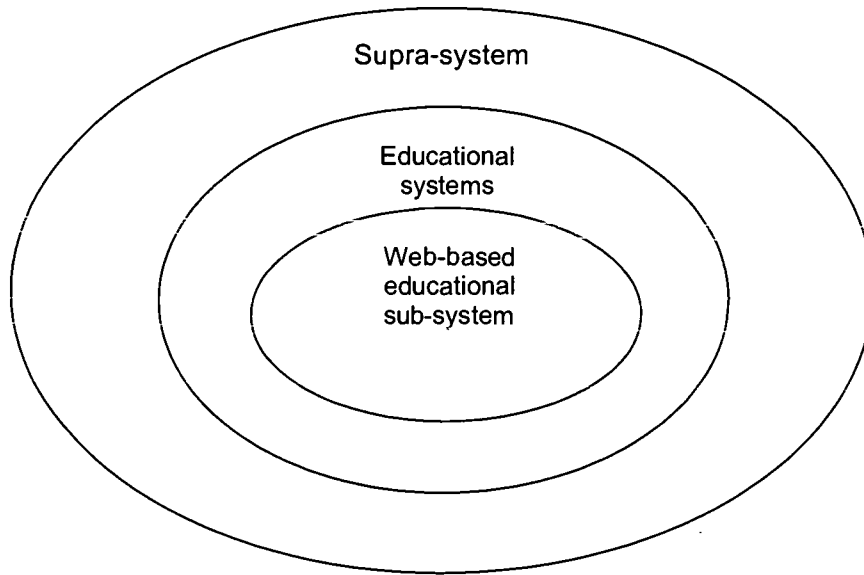 Supra-system
Educational
systems
Web-based
educational
sub-system